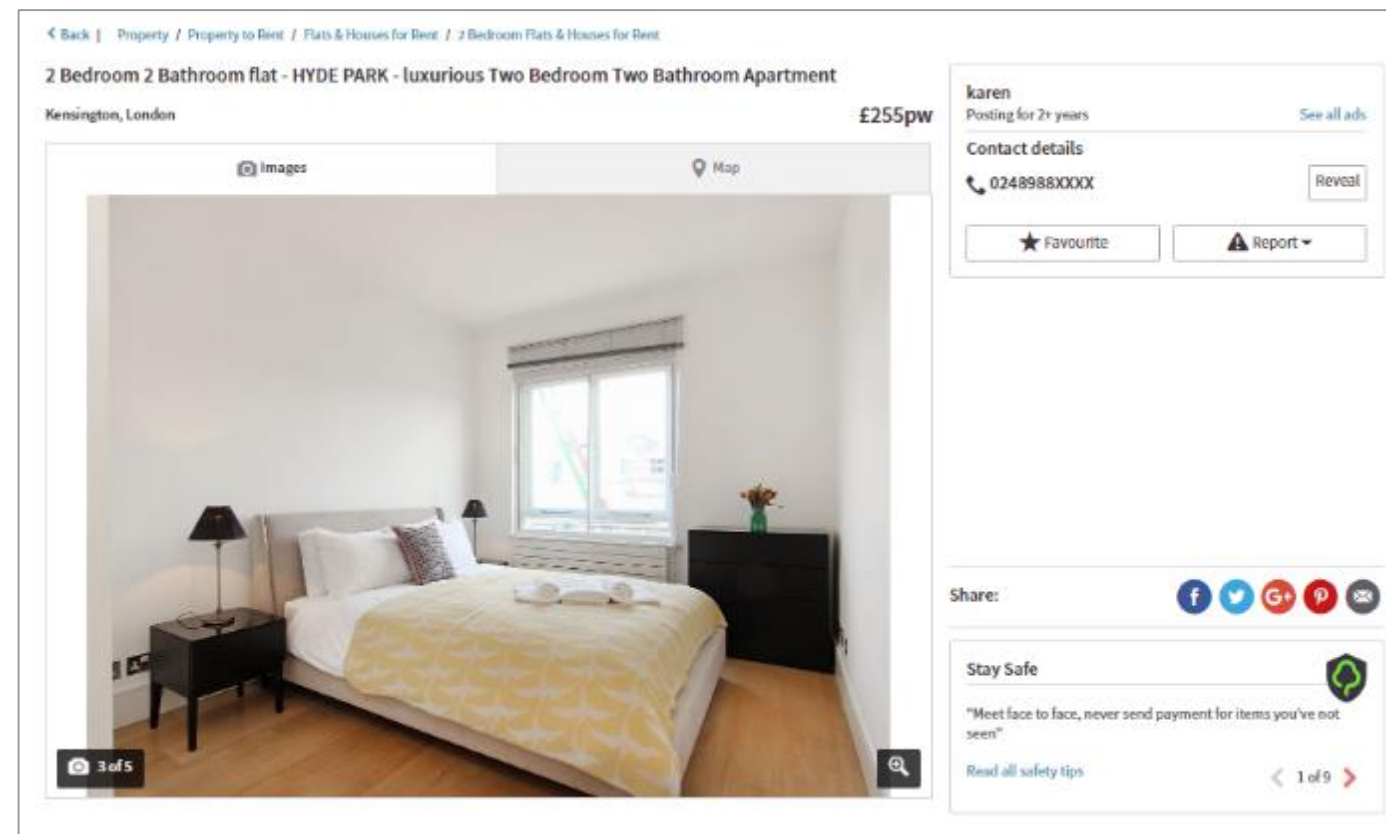 Back | Property / Property to Rent / Flats & Houses for Rent / 2 Bedroom Flats & Houses for Rent
2 Bedroom 2 Bathroom flat - HYDE PARK - luxurious Two Bedroom Two Bathroom Apartment
Kensington, London
£255pw
Images
Map
3 of 5
karen
Posting for 2+ years
See all ads
Contact details
0248988XXXX
Reveal
Favourite
Report
Share:
f
G+
Stay Safe
"Meet face to face, never send payment for items you've not
seen"
Read all safety tips
1 of 9